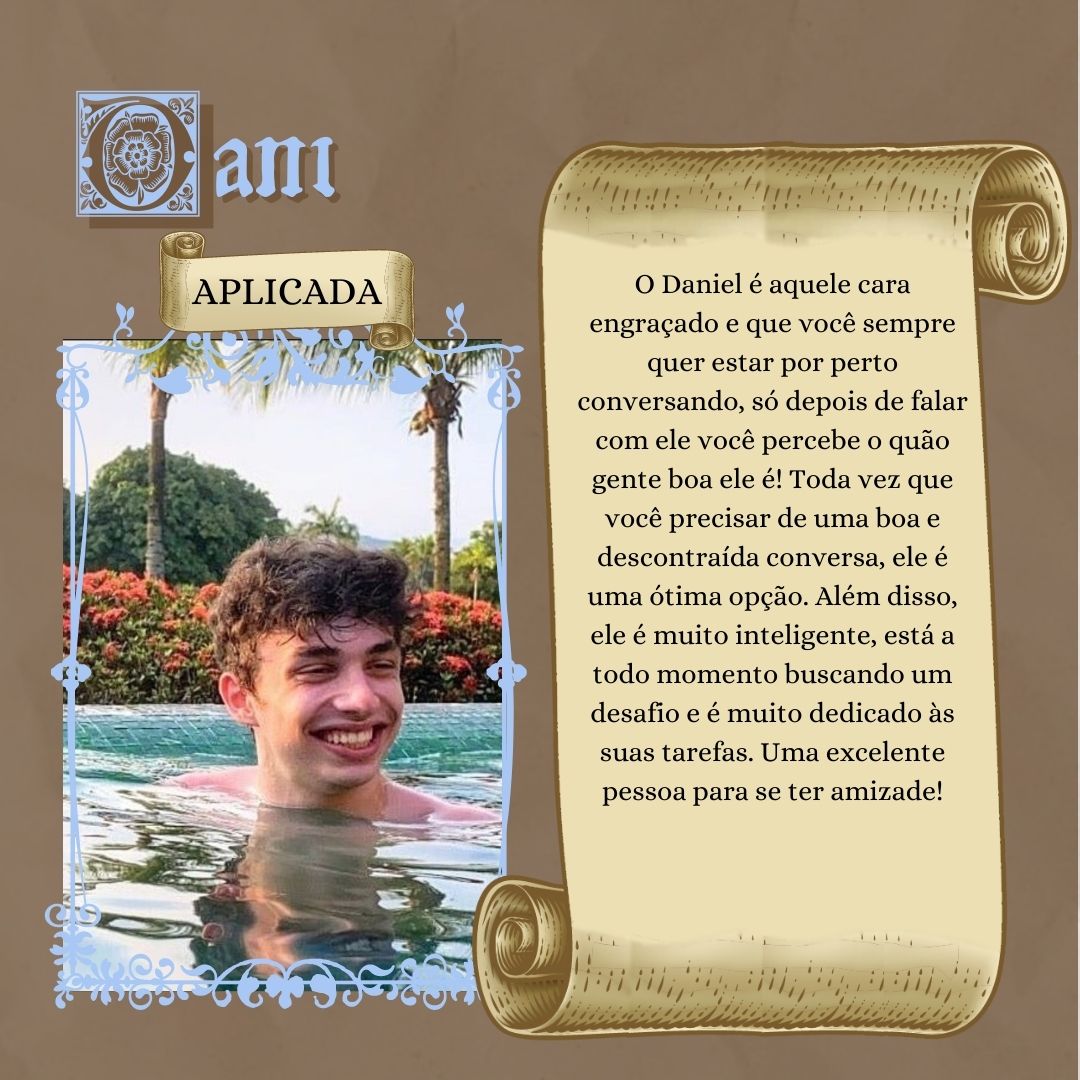 Dani
APLICADA
O Daniel é aquele cara
engraçado e que você sempre
quer estar por perto
conversando, só depois de falar
com ele você percebe o quão
gente boa ele é! Toda vez que
você precisar de uma boa e
descontraída conversa, ele é
uma ótima opção. Além disso,
ele é muito inteligente, está a
todo momento buscando um
desafio e é muito dedicado às
suas tarefas. Uma excelente
pessoa para se ter amizade!